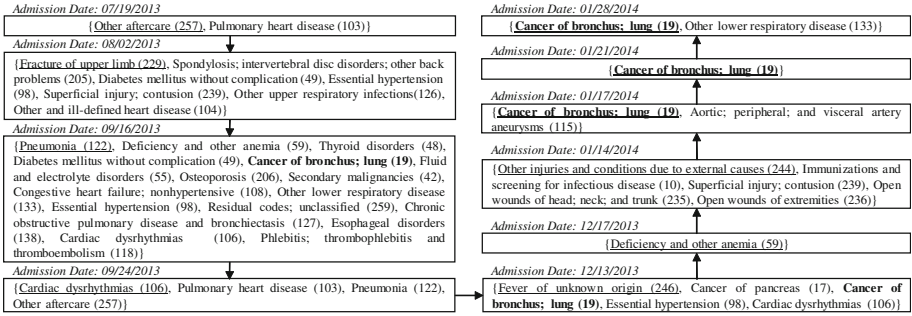 Admission Date: 07/19/2013
{Other aftercare (257), Pulmonary heart disease (103)}
Admission Date: 08/02/2013
{Fracture of upper limb (229), Spondylosis; intervertebral disc disorders; other back
problems (205), Diabetes mellitus without complication (49), Essential hypertension
(98), Superficial injury; contusion (239), Other upper respiratory infections(126),
Other and ill-defined heart disease (104)}
Admission Date: 09/16/2013
{Pneumonia (122), Deficiency and other anemia (59), Thyroid disorders (48),
Diabetes mellitus without complication (49), Cancer of bronchus; lung (19), Fluid
and electrolyte disorders (55), Osteoporosis (206), Secondary malignancies (42),
Congestive heart failure; nonhypertensive (108), Other lower respiratory disease
(133), Essential hypertension (98), Residual codes; unclassified (259), Chronic
obstructive pulmonary disease and bronchiectasis (127), Esophageal disorders
(138), Cardiac dysrhythmias (106), Phlebitis; thrombophlebitis and
thromboembolism (118)}
Admission Date: 09/24/2013
{Cardiac dysrhythmias (106), Pulmonary heart disease (103), Pneumonia (122),
Other aftercare (257)}
Admission Date: 01/28/2014
{Cancer of bronchus; lung (19), Other lower respiratory disease (133)}
Admission Date: 01/21/2014
{Cancer of bronchus; lung (19)}
Admission Date: 01/17/2014
{Cancer of bronchus; lung (19), Aortic; peripheral; and visceral artery
aneurysms (115)}
Admission Date: 01/14/2014
{Other injuries and conditions due to external causes (244), Immunizations and
screening for infectious disease (10), Superficial injury; contusion (239), Open
wounds of head; neck; and trunk (235), Open wounds of extremities (236)}
Admission Date: 12/17/2013
{Deficiency and other anemia (59)}
Admission Date: 12/13/2013
{Fever of unknown origin (246), Cancer of pancreas (17), Cancer of
bronchus; lung (19), Essential hypertension (98), Cardiac dysrhythmias (106)}